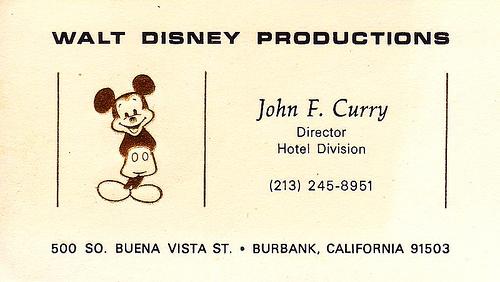 WALT DISNEY PRODUCTIONS
John F. Curry
Director
Hotel Division
(213) 245-8951
500 SO. BUENA VISTA ST. • BURBANK, CALIFORNIA 91503